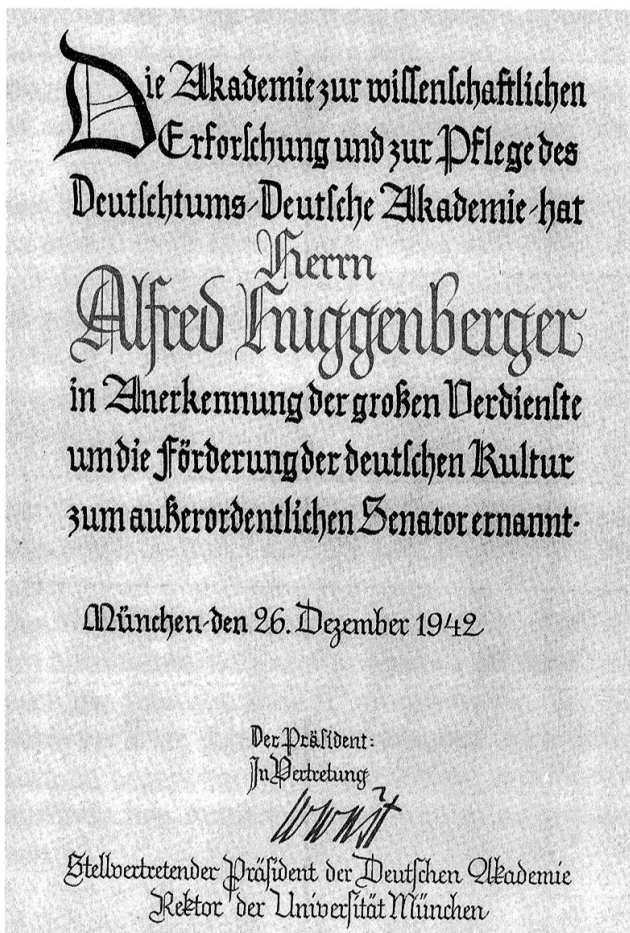 Die Akademie zur wissenschaftlichen
Erforschung und zur Pflege des
Deutschtums-Deutsche Akademie-hat
Herrn
Alfred Huggenberger
in Anerkennung der großen Verdienste
um die Förderung der deutschen Kultur
zum außerordentlichen Senator ernannt.
München-den 26. Dezember 1942
Der Präsident:
In Vertretung
Stellvertretender Präsident der Deutschen Akademie
Rektor der Universität München